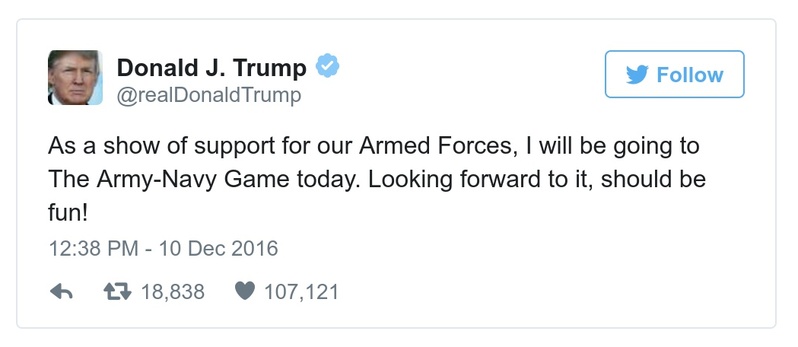 Donald J. Trump
Follow
@realDonaldTrump
As a show of support for our Armed Forces, I will be going to
The Army-Navy Game today. Looking forward to it, should be
fun!
12:38 PM - 10 Dec 2016
18,838 107,121